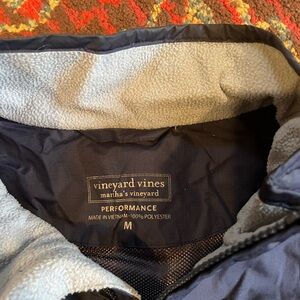 vineyard vines
martha's vineyard
PERFORMANCE
MADE IN VIETNAM-100% POLYESTER
M